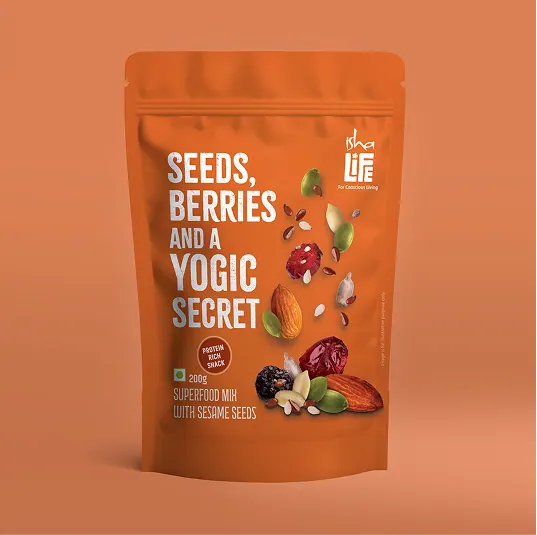 isha
LIFE
For Conscious Living
SEEDS,
BERRIES
AND A
YOGIC
SECRET
PROTEIN
RICH
SNACK
200g
SUPERFOOD MIX
WITH SESAME SEEDS